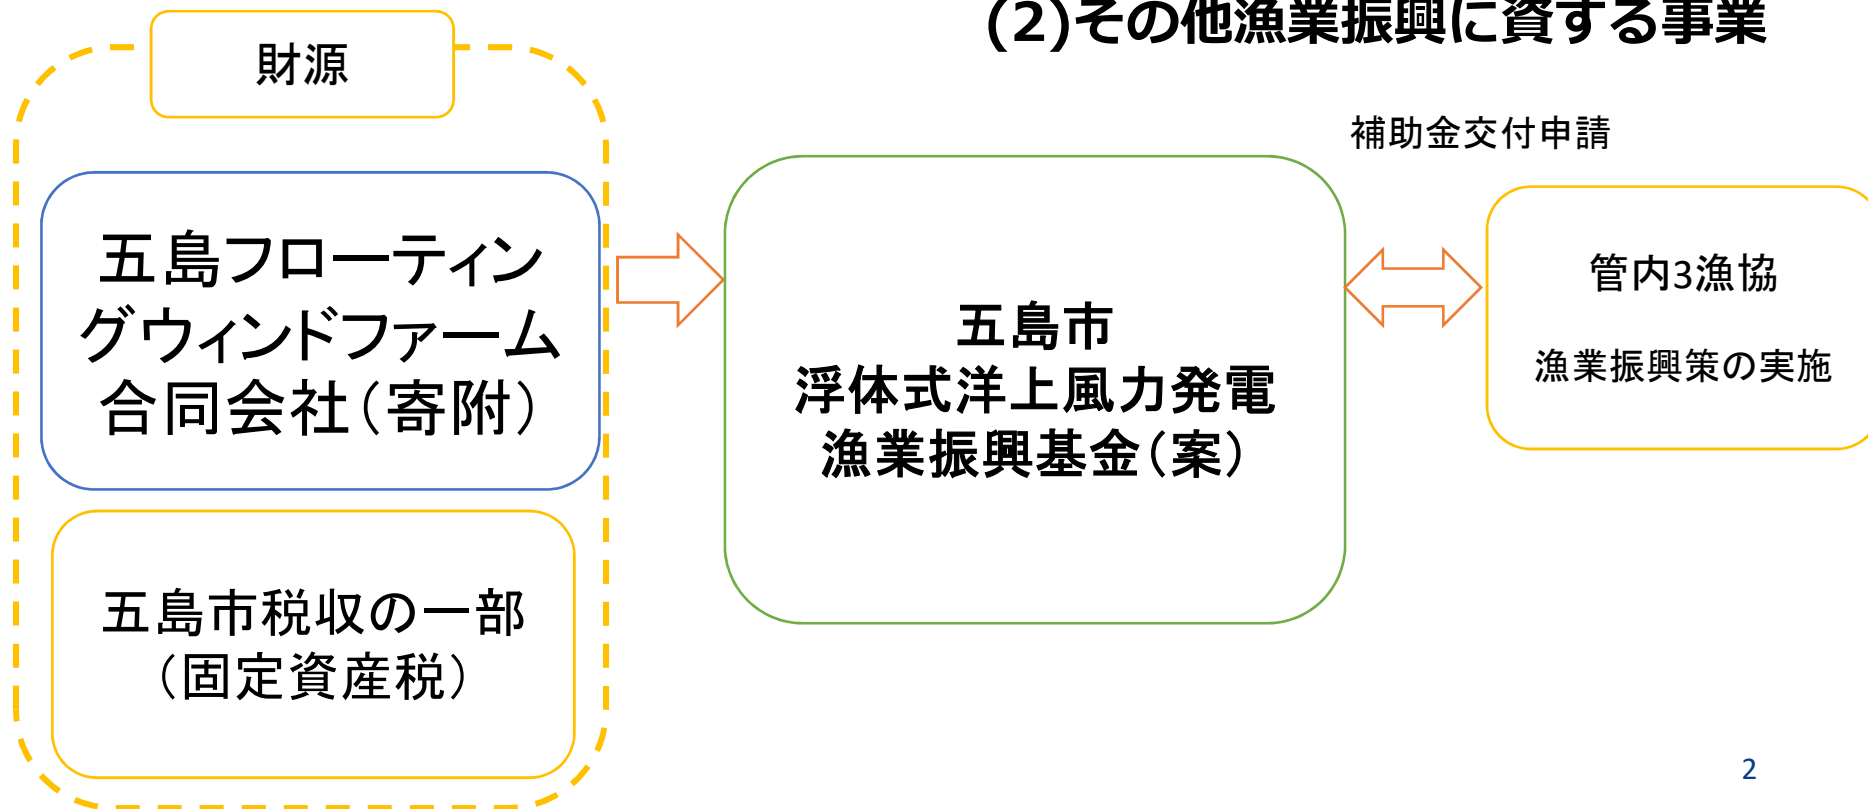 (2)その他漁業振興に資する事業
財源
五島フローティン
グウィンドファーム
合同会社（寄附）
五島市税収の一部
（固定資産税）
五島市
浮体式洋上風力発電
漁業振興基金（案）
補助金交付申請
管内3漁協
漁業振興策の実施
2